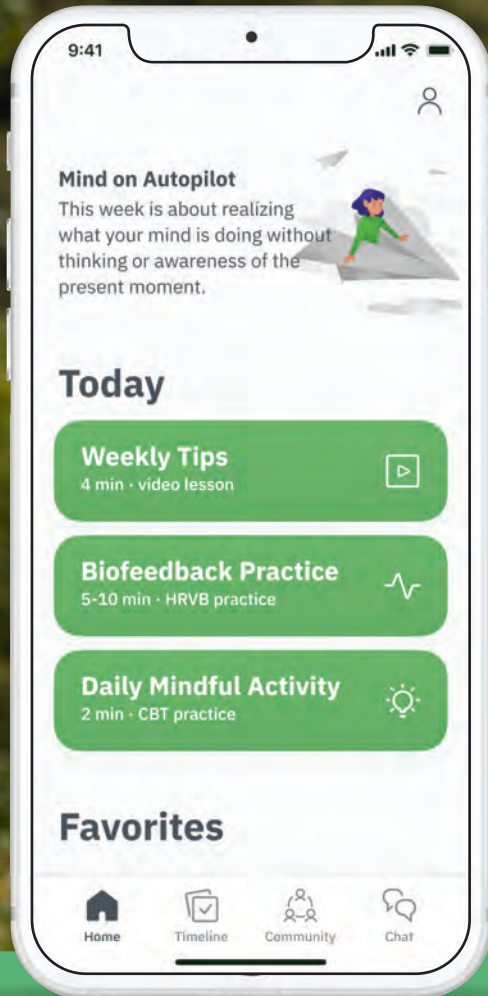 9:41
Mind on Autopilot
This week is about realizing
what your mind is doing without
thinking or awareness of the
present moment.
Today
Weekly Tips
4 min · video lesson
Biofeedback Practice
5-10 min · HRVB practice
Daily Mindful Activity
2 min · CBT practice
Favorites
Home Timeline Community Chat